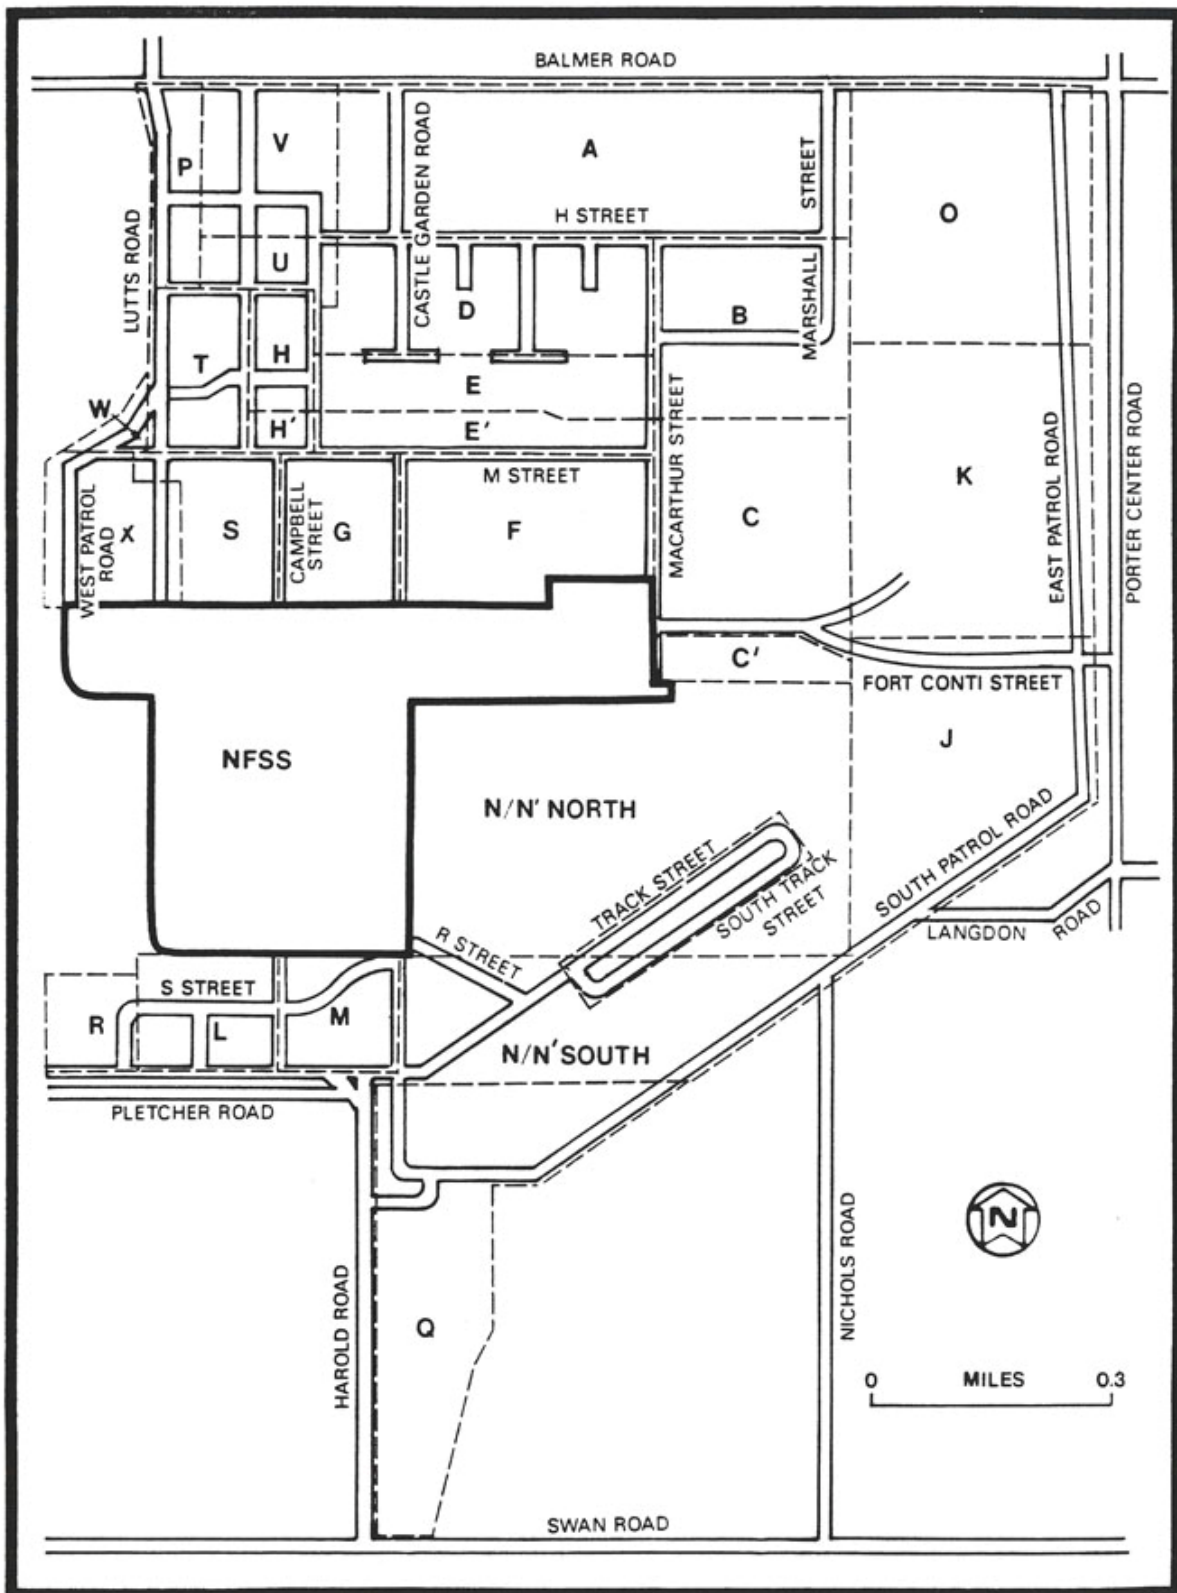 BALMER ROAD
V
A
P
CASTLE GARDEN ROAD
STREET
MARSHALL
O
H STREET
LUTTS ROAD
U
D
B
T
H
E
W
H'
E'
MACARTHUR STREET
EAST PATROL ROAD
PORTER CENTER ROAD
M STREET
K
WEST PATROL
ROAD
X
S
CAMPBELL
STREET
G
F
C
C'
FORT CONTI STREET
NFSS
J
N/N' NORTH
TRACK STREET
SOUTH TRACK
STREET
SOUTH PATROL ROAD
LANGDON
ROAD
R STREET
S STREET
R
L
M
N/N' SOUTH
PLETCHER ROAD
N
HAROLD ROAD
NICHOLS ROAD
Q
0 MILES 0.3
SWAN ROAD